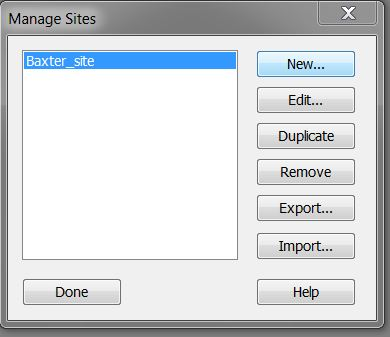 Manage Sites
Baxter_site
New...
Edit...
Duplicate
Remove
Export...
Import...
Done
Help